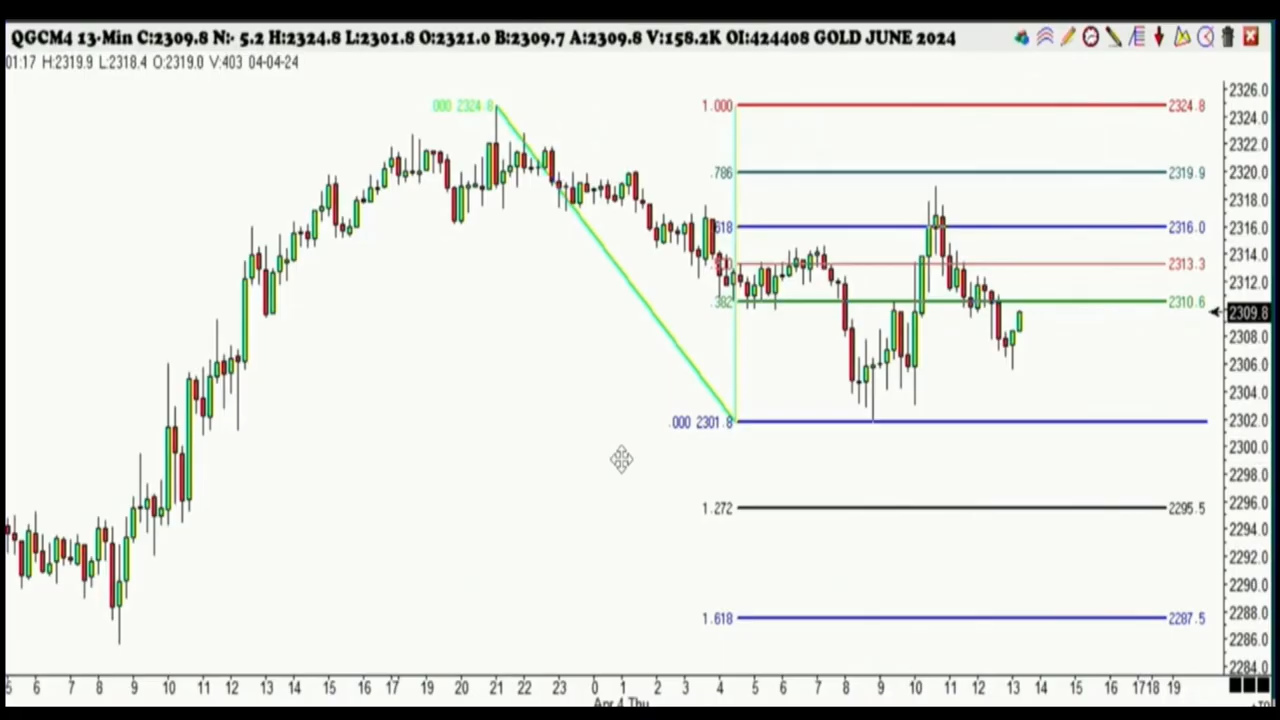 QGCM4 13-Min C:2309.8 N:- 5.2 H:2324.8 L:2301.8 O:2321.0 B:2309.7 A:2309.8 V:158.2K OI:424408 GOLD JUNE 2024
01:17 H:2319.9 L:2318.4 O:2319.0 V:403 04-04-24
2326.0
000 2324.8 1.000 2324.8
2324.0
2322.0
.786 2319.9 2320.0
2318.0
618 2316.0 2316.0
2314.0
2313.3
2312.0
.382 2310.6
2309.8
2308.0
2306.0
2304.0
.000 2301.8 2302.0
2300.0
2298.0
2296.0
1.272 2295.5
2294.0
2292.0
2290.0
2288.0
1.618 2287.5
2286.0
2284.0
5 6 7 8 9 10 11 12 13 14 15 16 17 19 20 21 22 23 0 1 2 3 4 5 6 7 8 9 10 11 12 13 14 15 16 17 18 19
Apr 4 Thu